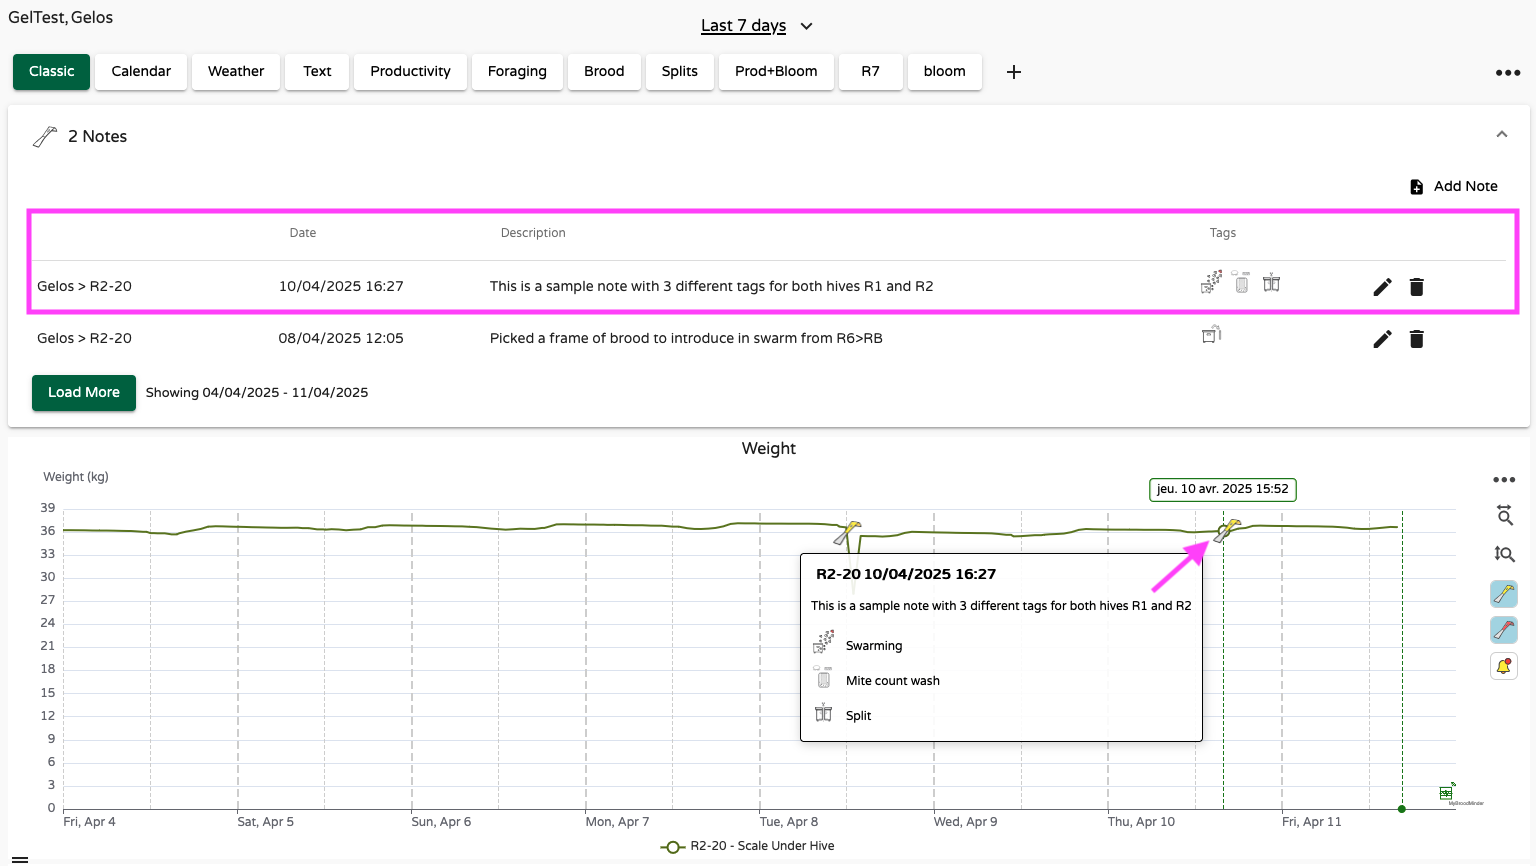 GelTest, Gelos
Last 7 days
Classic
Calendar
Weather
Text
Productivity
Foraging
Brood
Splits
Prod+Bloom
R7
bloom
2 Notes
Add Note
Date Description Tags
Gelos > R2-20 10/04/2025 16:27 This is a sample note with 3 different tags for both hives R1 and R2
Gelos > R2-20 08/04/2025 12:05 Picked a frame of brood to introduce in swarm from R6>RB
Load More Showing 04/04/2025 - 11/04/2025
Weight
Weight (kg)
jeu. 10 avr. 2025 15:52
39
36
33
30
27
24
21
18
15
12
9
6
3
0
R2-20 10/04/2025 16:27
This is a sample note with 3 different tags for both hives R1 and R2
Swarming
Mite count wash
Split
MyBroodMinder
Fri, Apr 4 Sat, Apr 5 Sun, Apr 6 Mon, Apr 7 Tue, Apr 8 Wed, Apr 9 Thu, Apr 10 Fri, Apr 11
R2-20 - Scale Under Hive